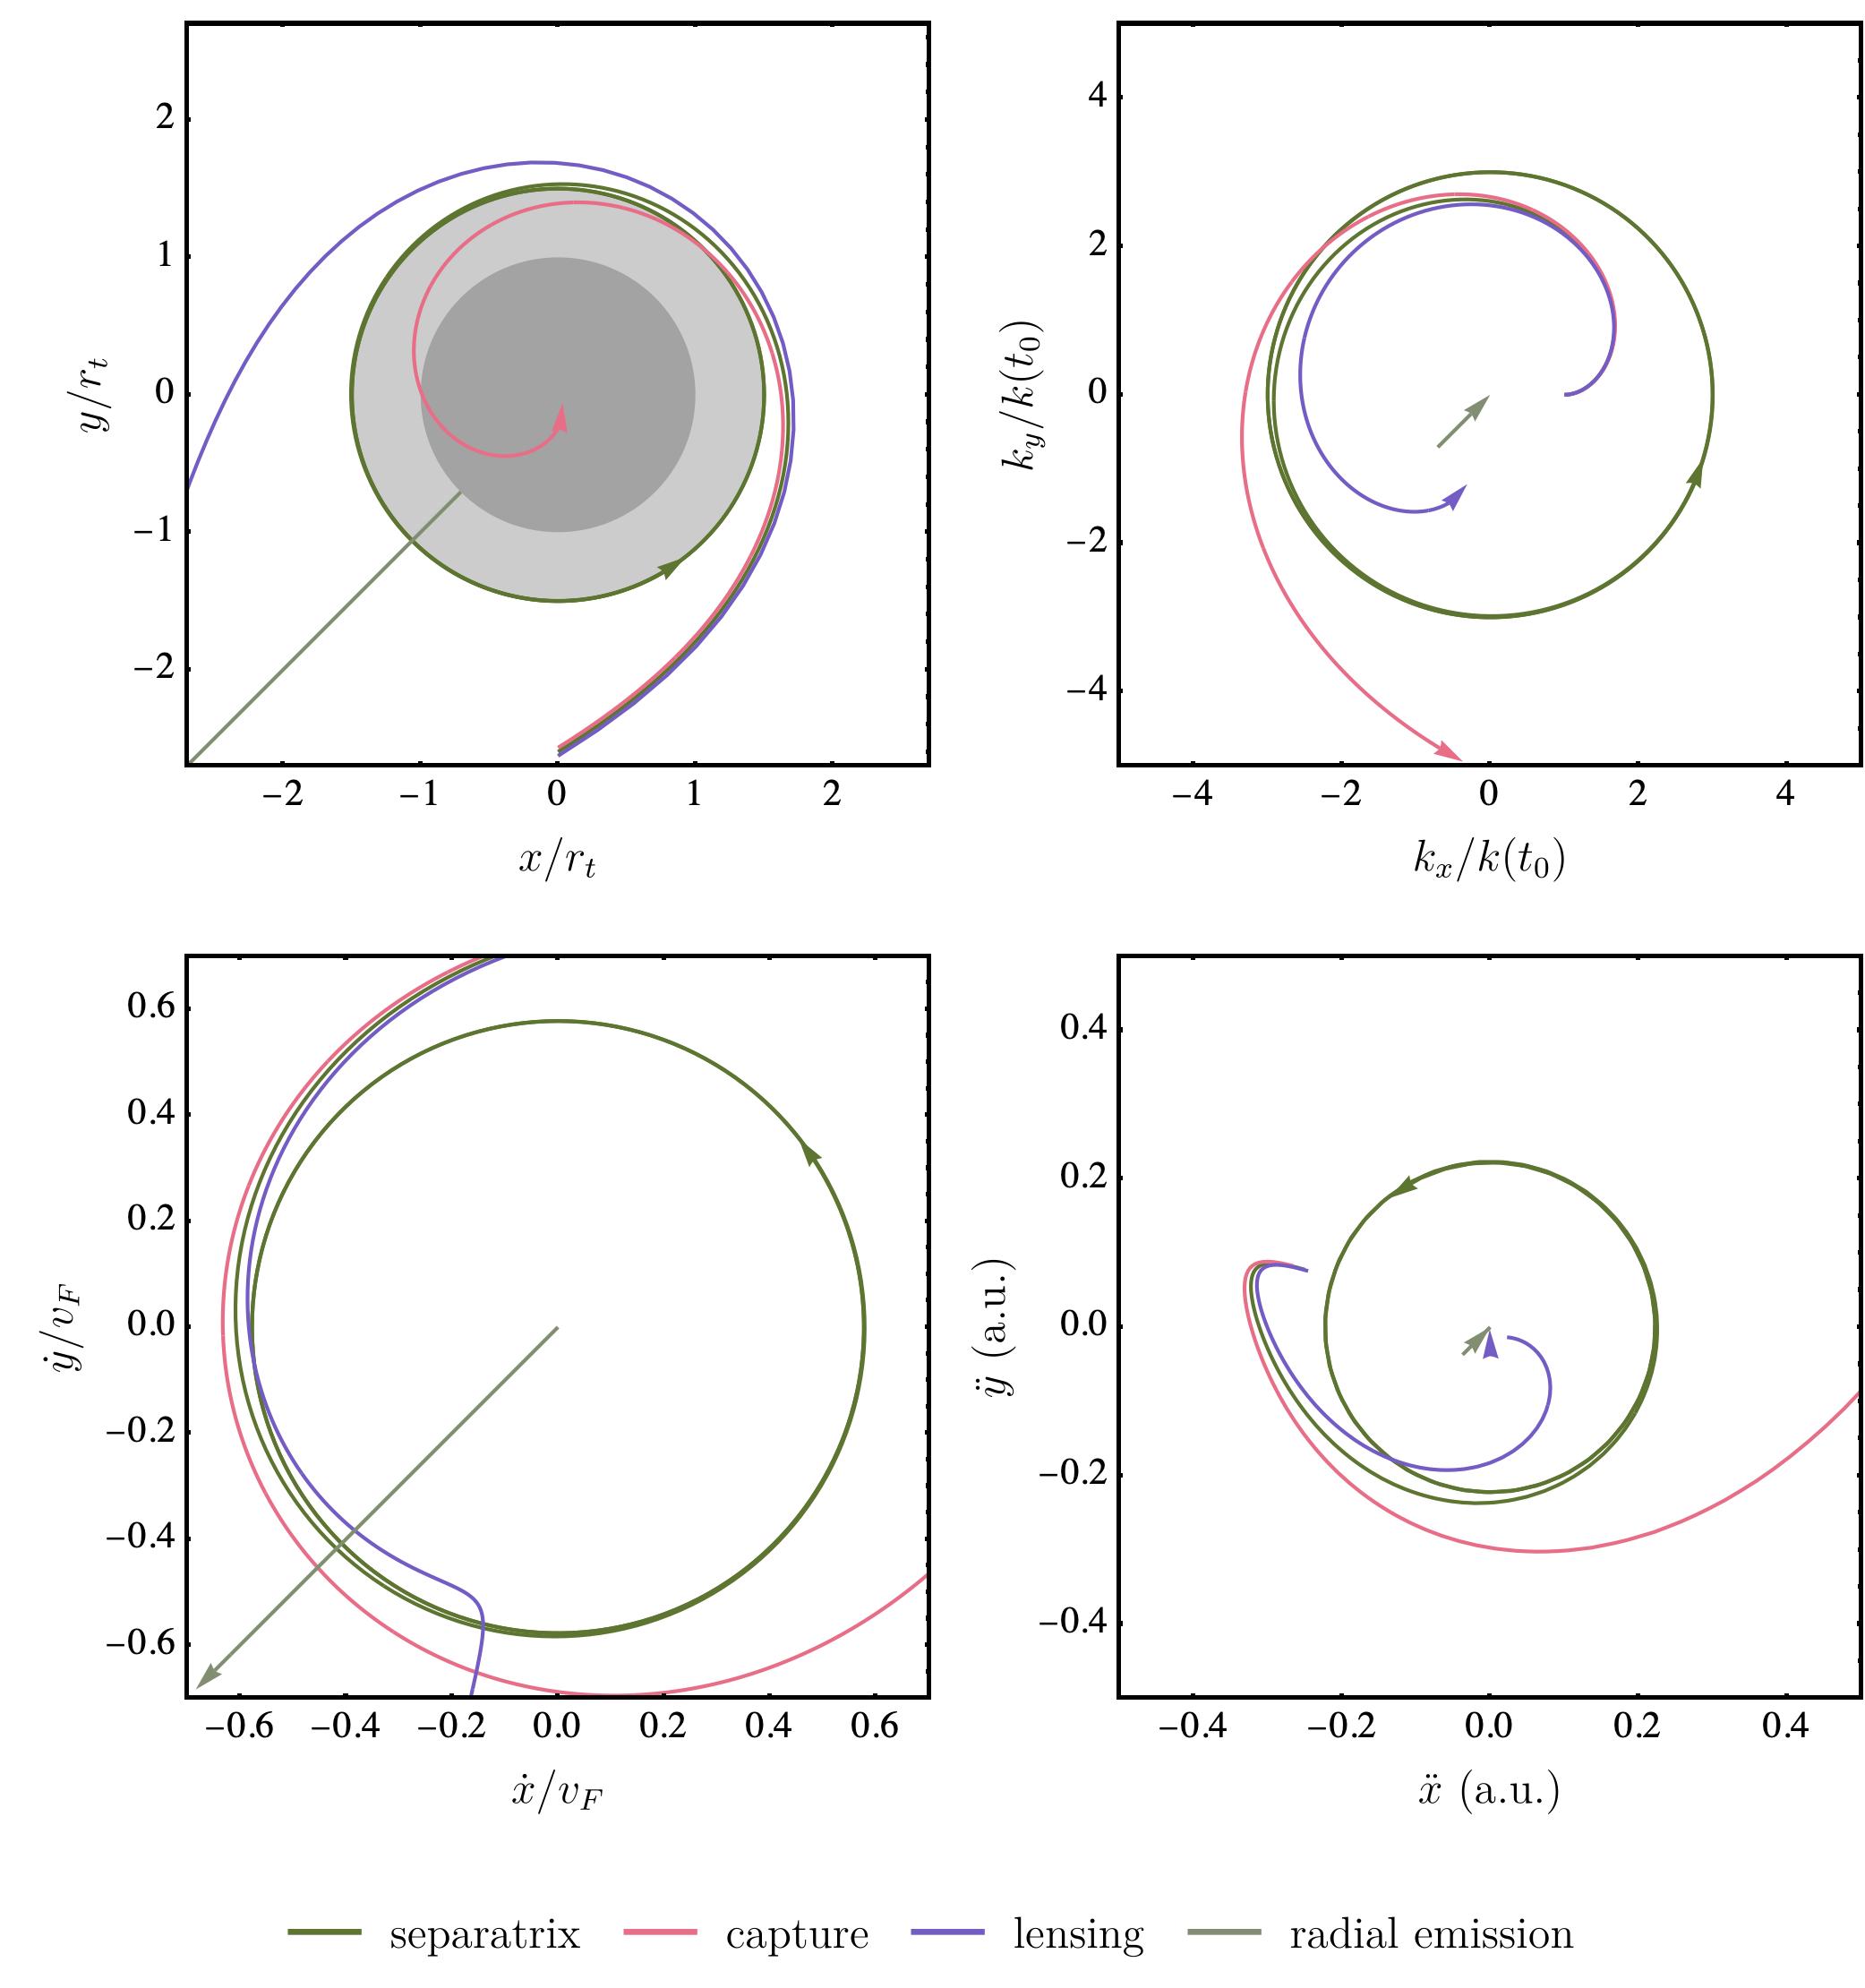 2
1
0
−1
−2
y/r_t
−2 −1 0 1 2
x/r_t
4
2
0
−2
−4
k_y/k(t_0)
−4 −2 0 2 4
k_x/k(t_0)
0.6
0.4
0.2
0.0
−0.2
−0.4
−0.6
ẏ/v_F
−0.6 −0.4 −0.2 0.0 0.2 0.4 0.6
ẋ/v_F
0.4
0.2
0.0
−0.2
−0.4
ÿ (a.u.)
−0.4 −0.2 0.0 0.2 0.4
ẍ (a.u.)
separatrix capture lensing radial emission